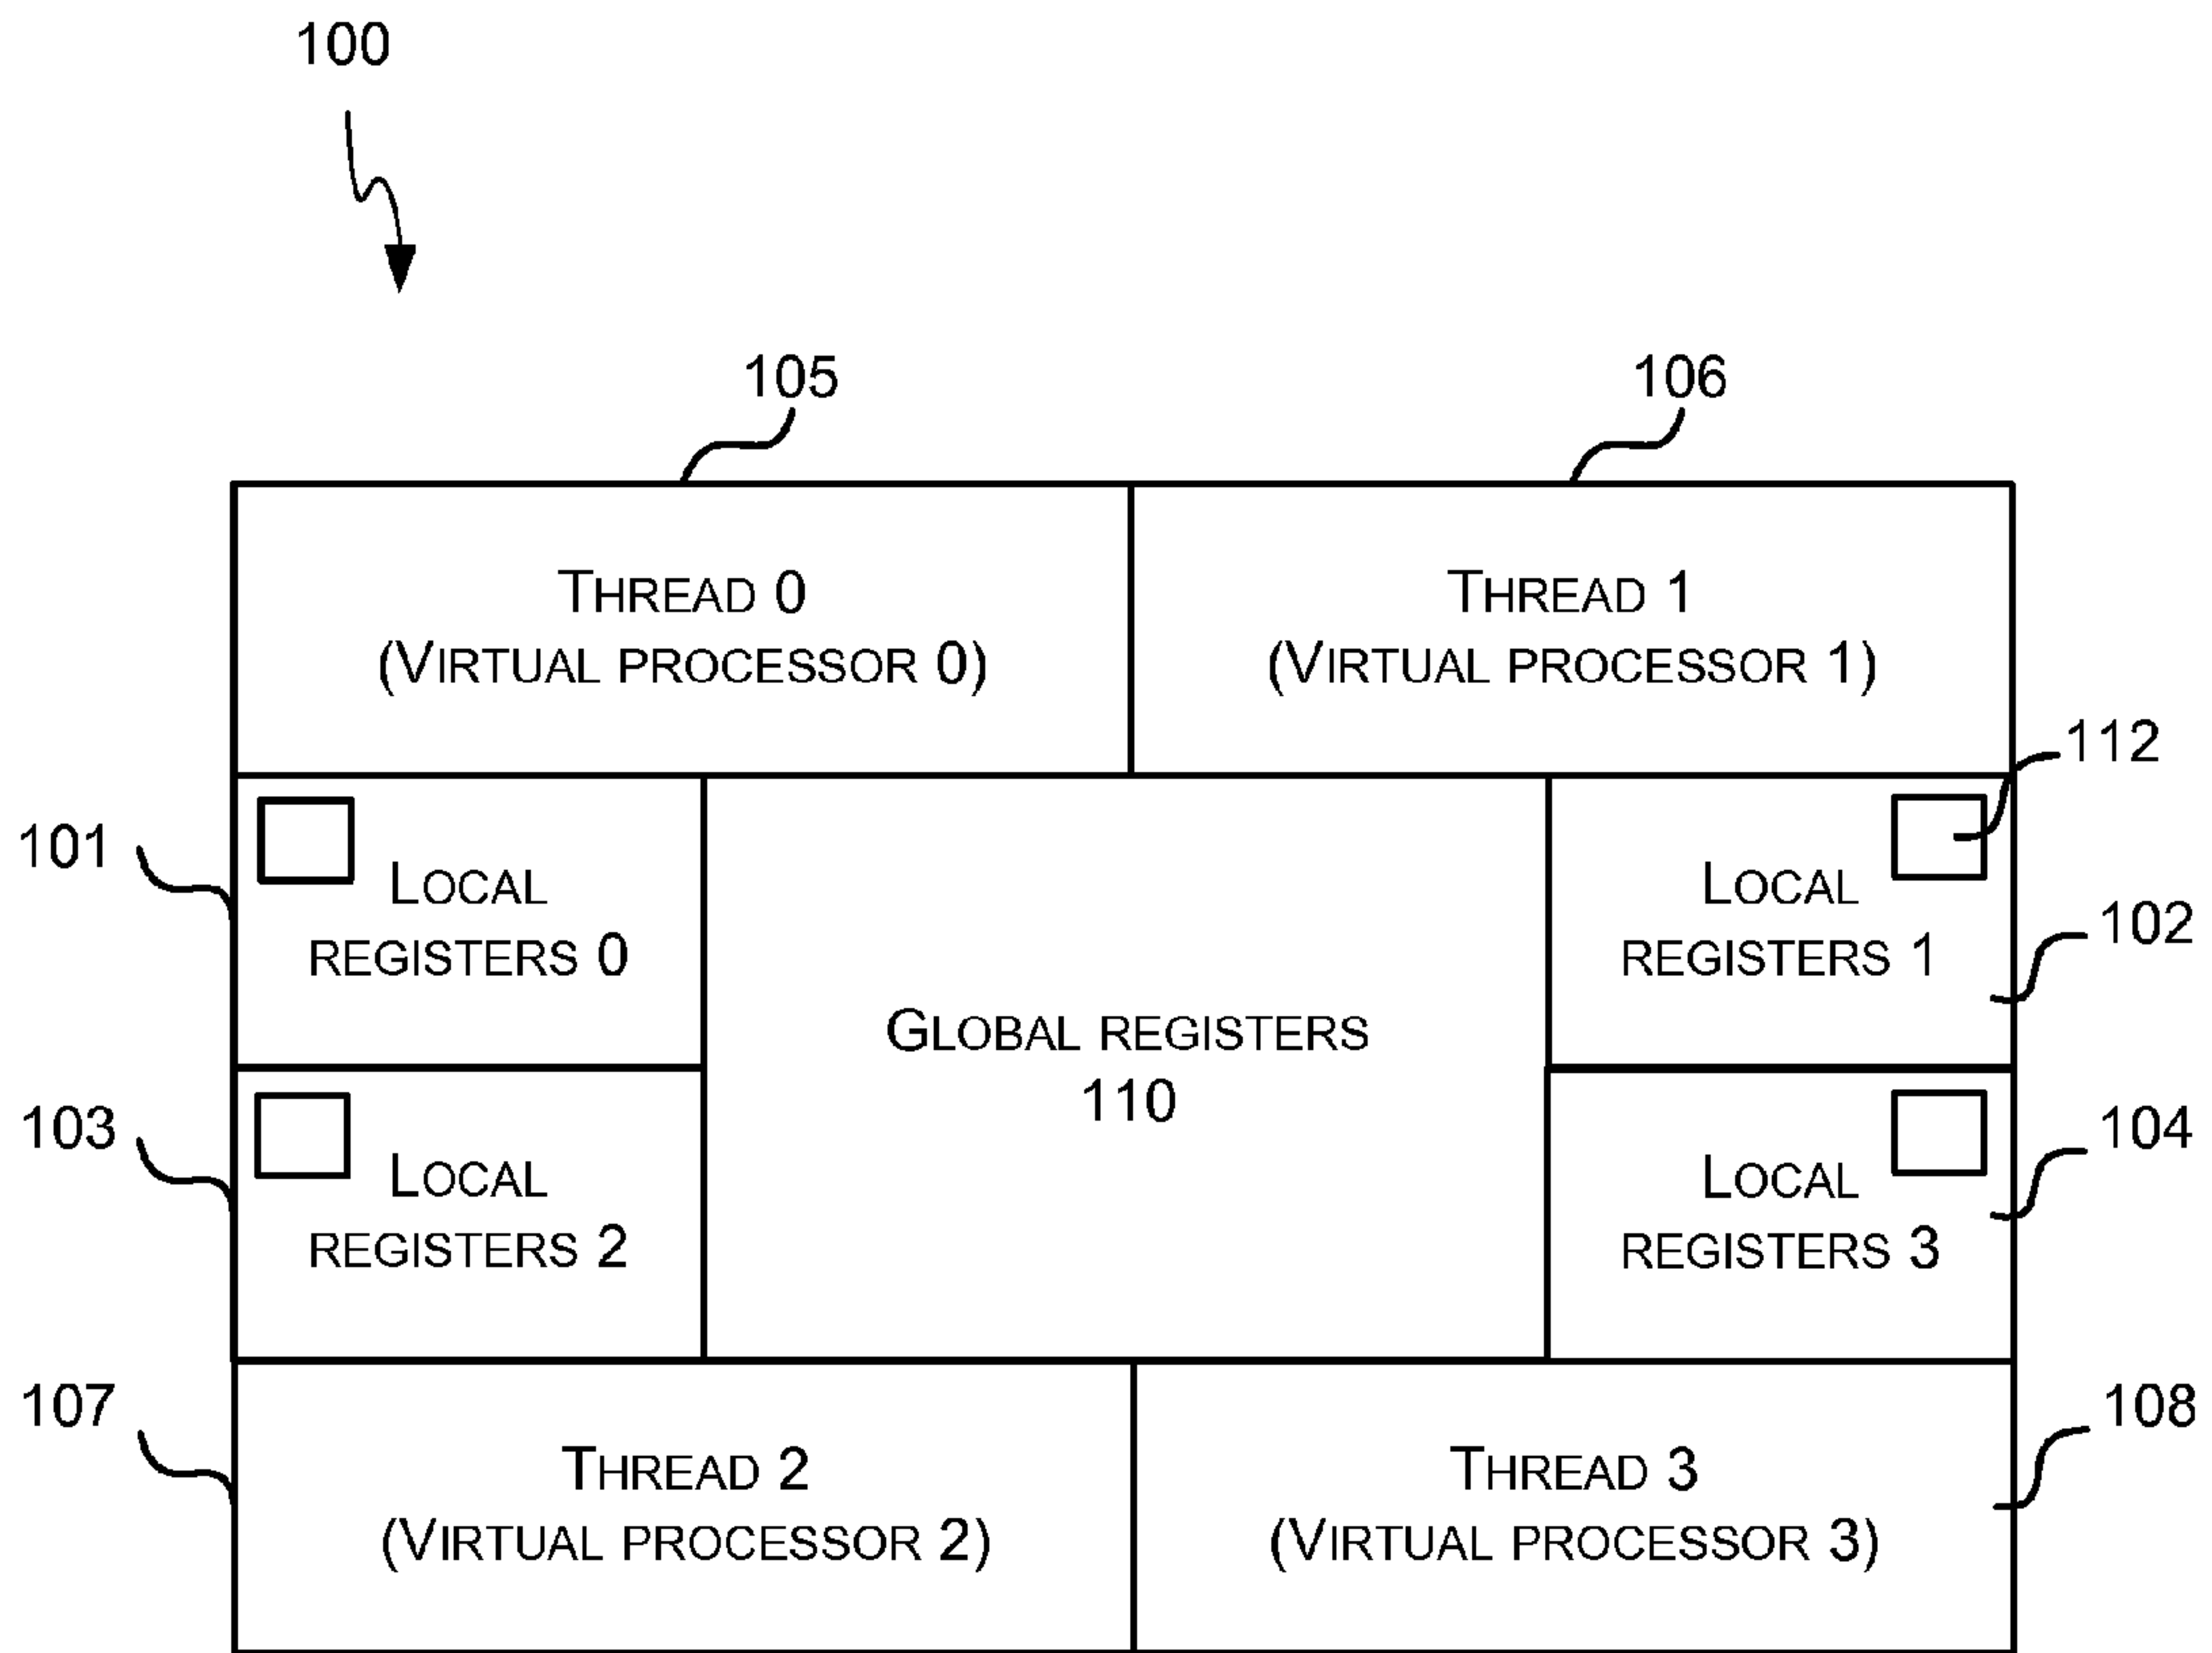 100
105
106
THREAD 0
(VIRTUAL PROCESSOR 0)
THREAD 1
(VIRTUAL PROCESSOR 1)
112
101
LOCAL
REGISTERS 0
LOCAL
REGISTERS 1
102
GLOBAL REGISTERS
110
103
LOCAL
REGISTERS 2
LOCAL
REGISTERS 3
104
107
THREAD 2
(VIRTUAL PROCESSOR 2)
THREAD 3
(VIRTUAL PROCESSOR 3)
108